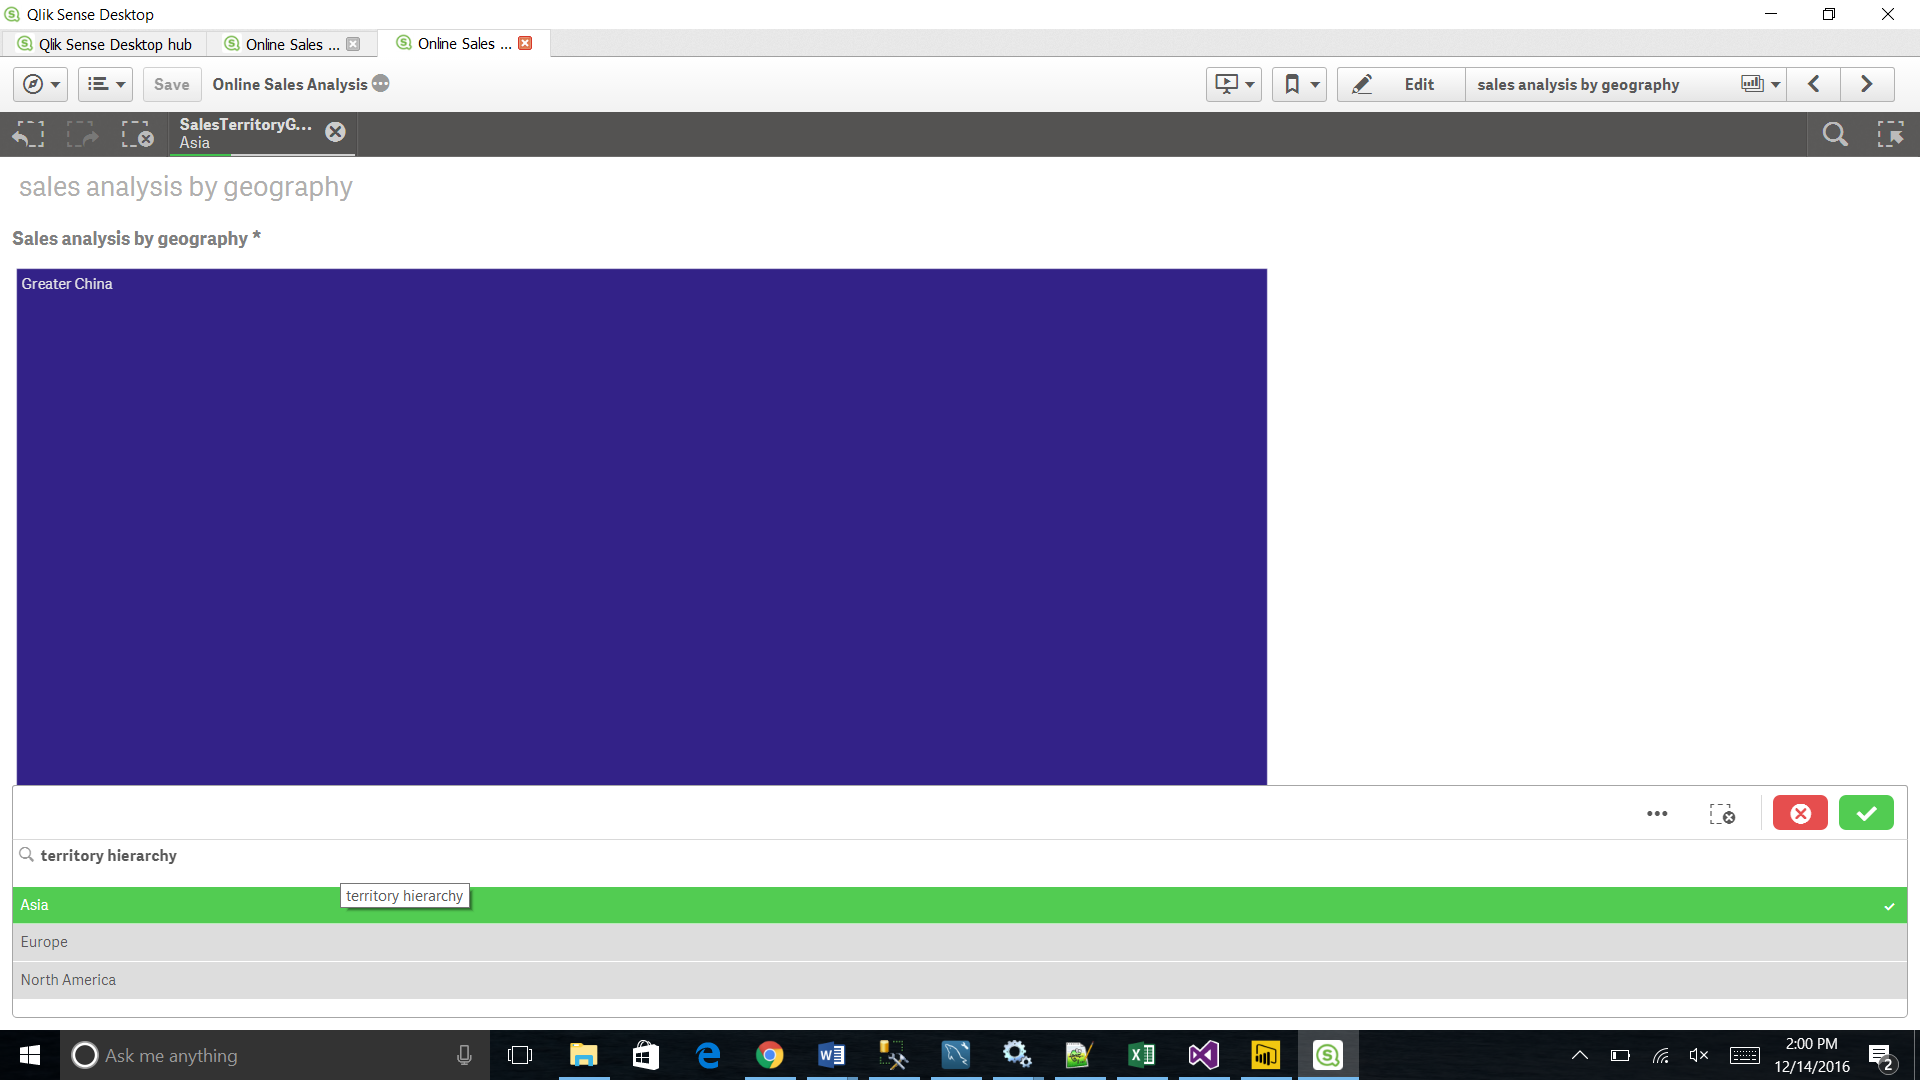 Qlik Sense Desktop
Qlik Sense Desktop hub
Online Sales ...
Online Sales ...
Save
Online Sales Analysis
Edit
sales analysis by geography
SalesTerritoryG...
Asia
sales analysis by geography
Sales analysis by geography *
Greater China
territory hierarchy
territory hierarchy
Asia
Europe
North America
Ask me anything
2:00 PM
12/14/2016
2